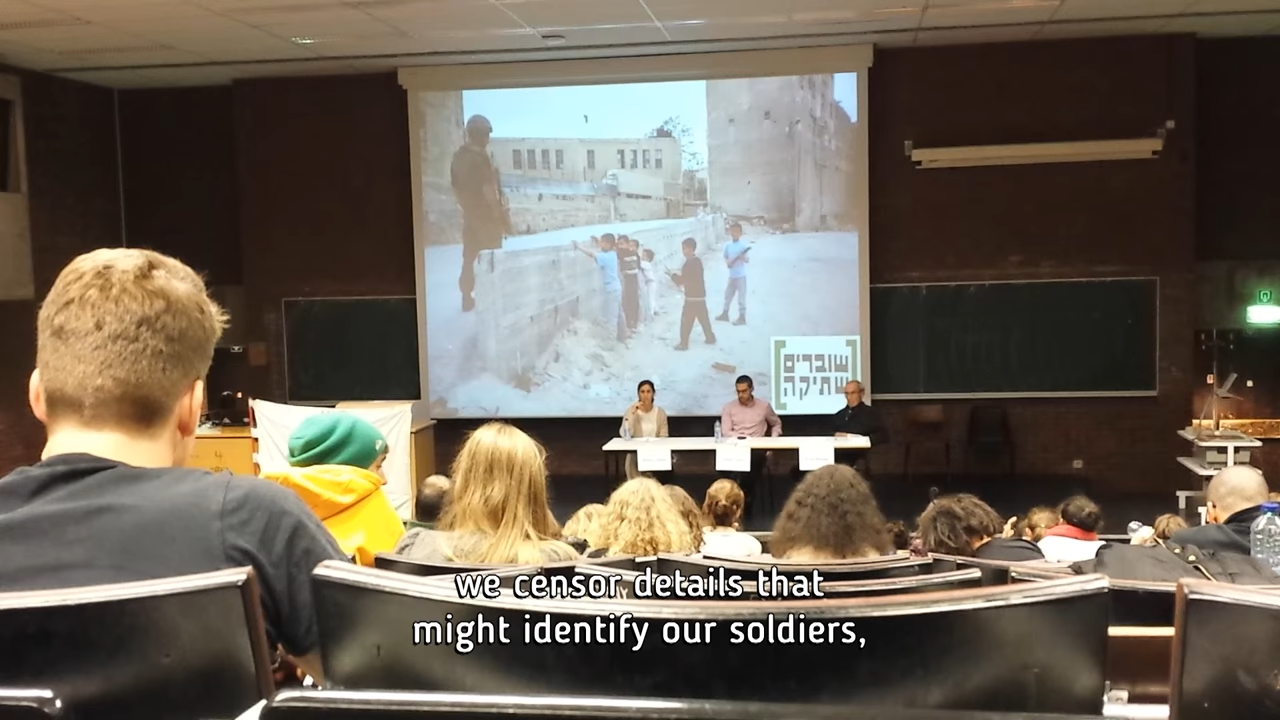 שוברים
שתיקה
we censor details that
might identify our soldiers,